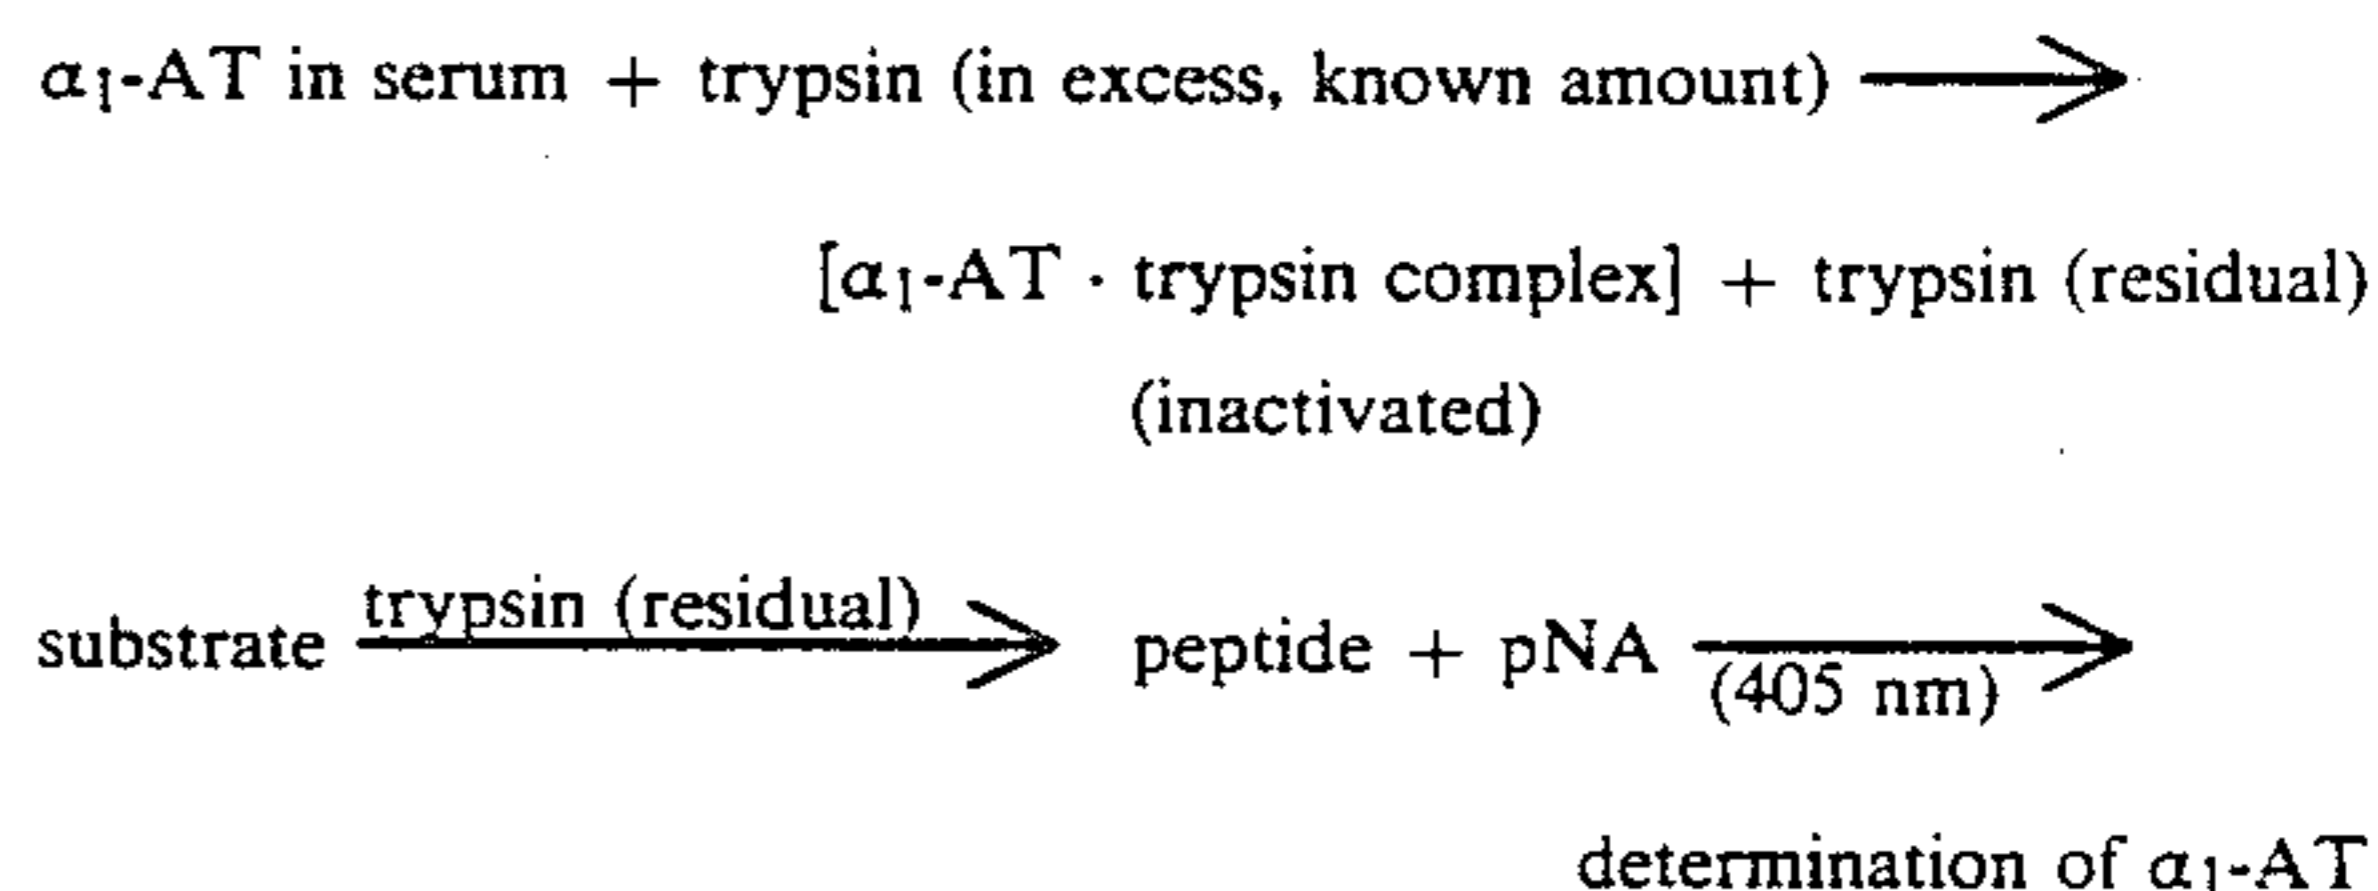 α₁-AT in serum + trypsin (in excess, known amount) ⟶
[α₁-AT · trypsin complex] + trypsin (residual)
(inactivated)
trypsin (residual)
substrate ⟶ peptide + pNA ⟶
(405 nm)
determination of α₁-AT